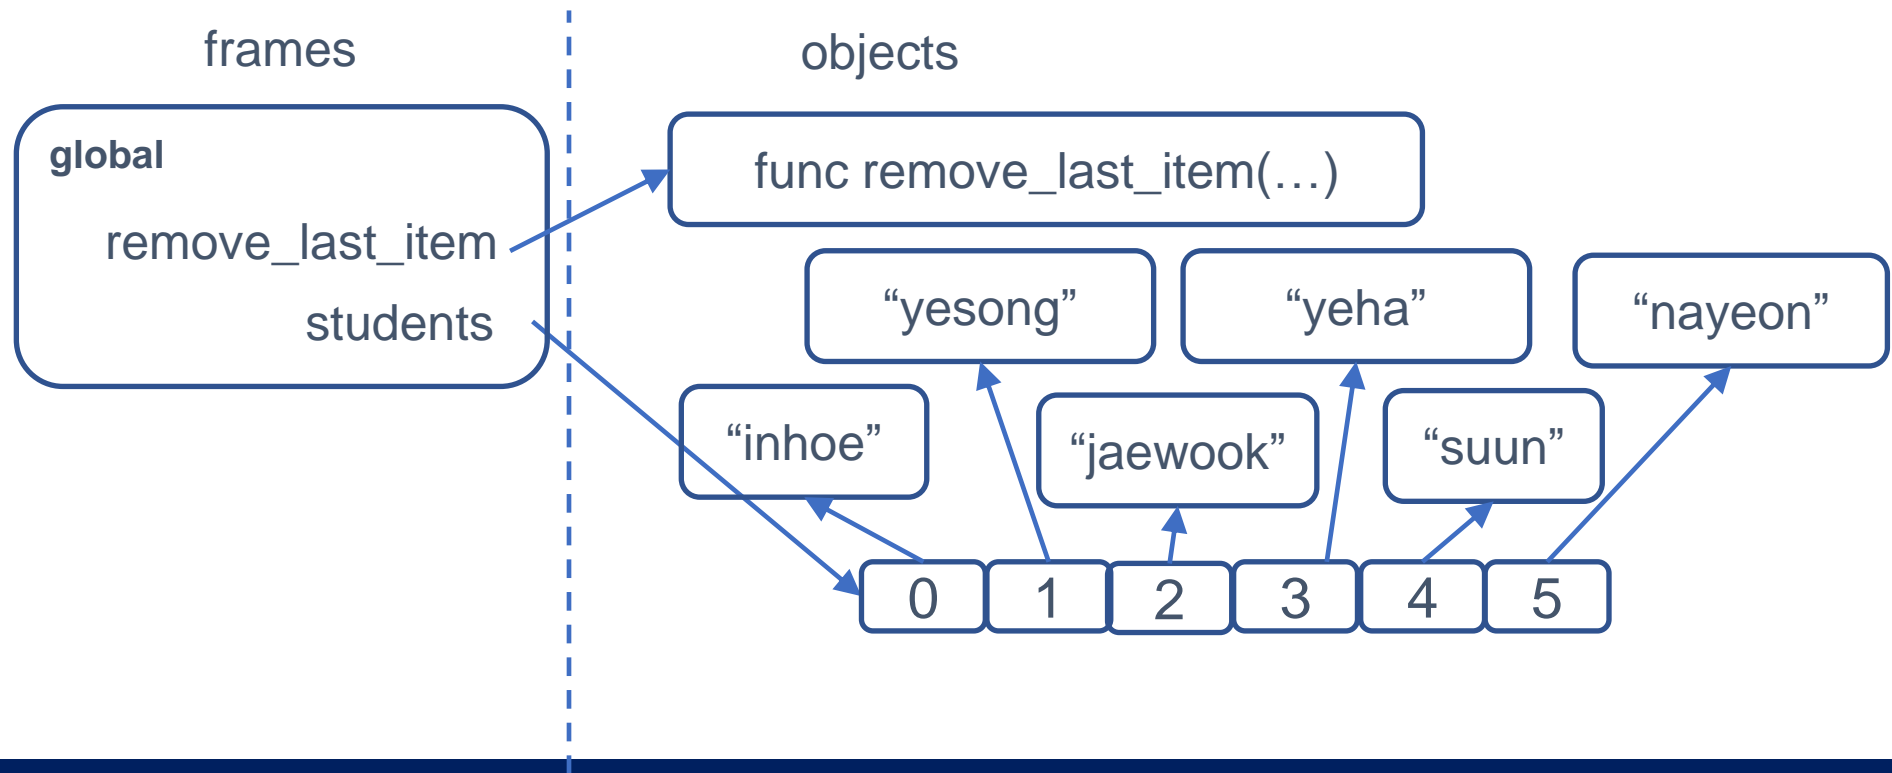 frames
objects
global
func remove_last_item(…)
remove_last_item
students
“yesong”
“yeha”
“nayeon”
“inhoe”
“jaewook”
“suun”
0 1 2 3 4 5